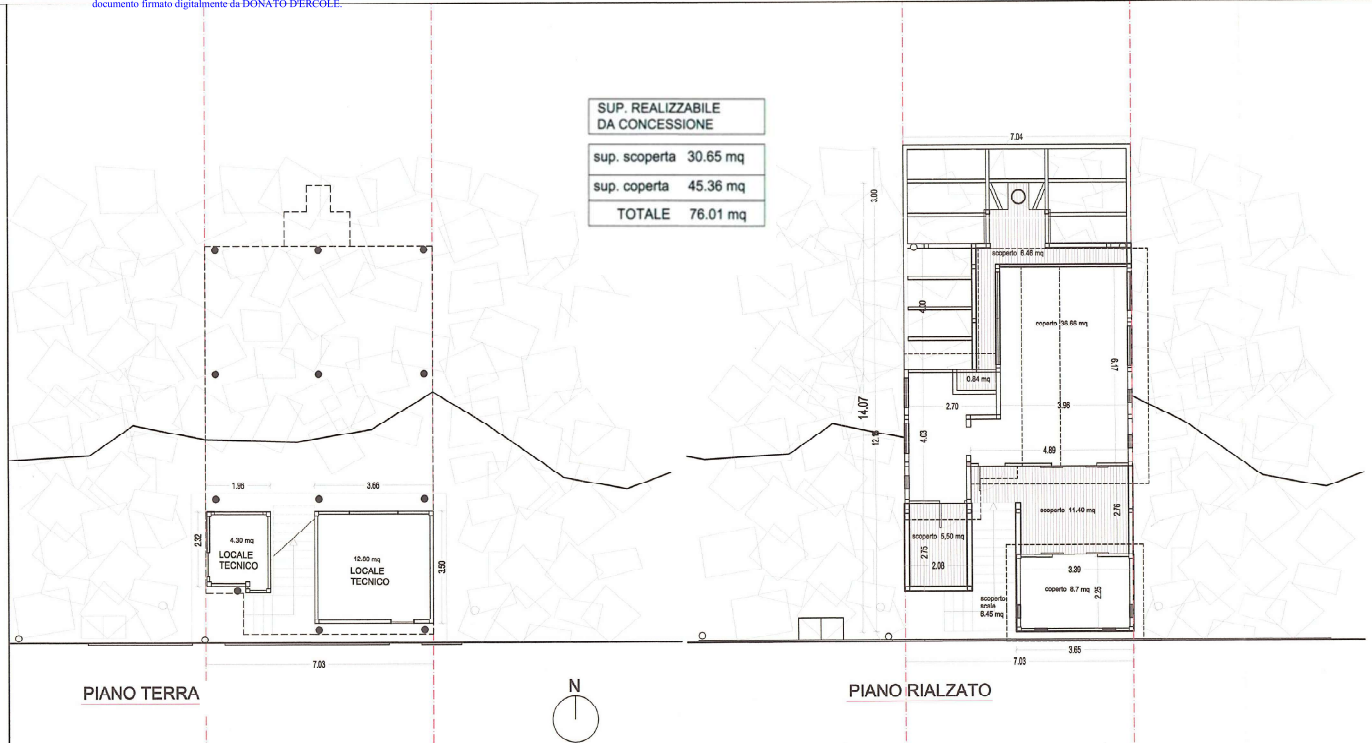 documento firmato digitalmente da DONATO D'ERCOLE.
SUP. REALIZZABILE
DA CONCESSIONE
sup. scoperta 30.65 mq
sup. coperta 45.36 mq
TOTALE 76.01 mq
1.95
3.66
2.32
4.30 mq
LOCALE
TECNICO
12.80 mq
LOCALE
TECNICO
3.50
7.03
PIANO TERRA
N
7.04
3.00
scoperto 6.46 mq
4.00
coperto 36.66 mq
6.17
0.84 mq
2.70
3.96
14.07
4.03
4.89
scoperto 11.40 mq
2.76
scoperto 5,50 mq
2.75
2.08
3.39
coperto 8.7 mq
2.25
scoperto
scala
6.45 mq
3.65
7.03
PIANO RIALZATO